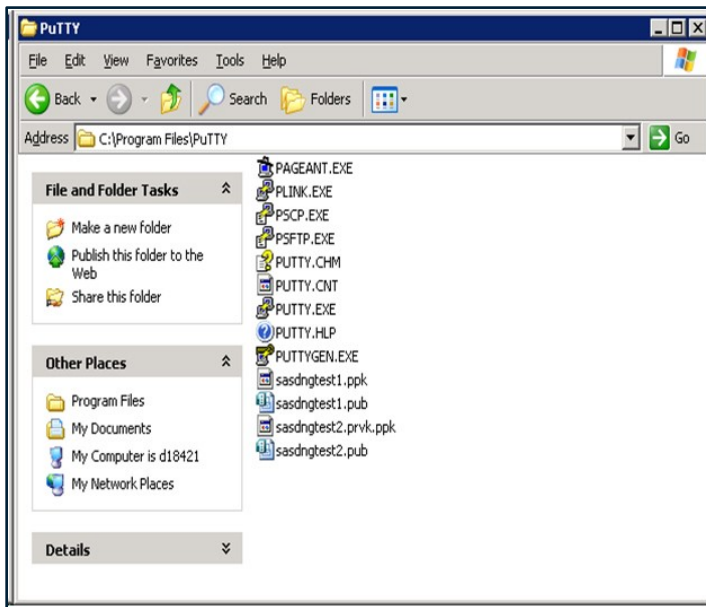 PuTTY
File Edit View Favorites Tools Help
Back Search Folders
Address C:\Program Files\PuTTY Go
File and Folder Tasks
Make a new folder
Publish this folder to the
Web
Share this folder
Other Places
Program Files
My Documents
My Computer is d18421
My Network Places
Details
PAGEANT.EXE
PLINK.EXE
PSCP.EXE
PSFTP.EXE
PUTTY.CHM
PUTTY.CNT
PUTTY.EXE
PUTTY.HLP
PUTTYGEN.EXE
sasdngtest1.ppk
sasdngtest1.pub
sasdngtest2.prvk.ppk
sasdngtest2.pub